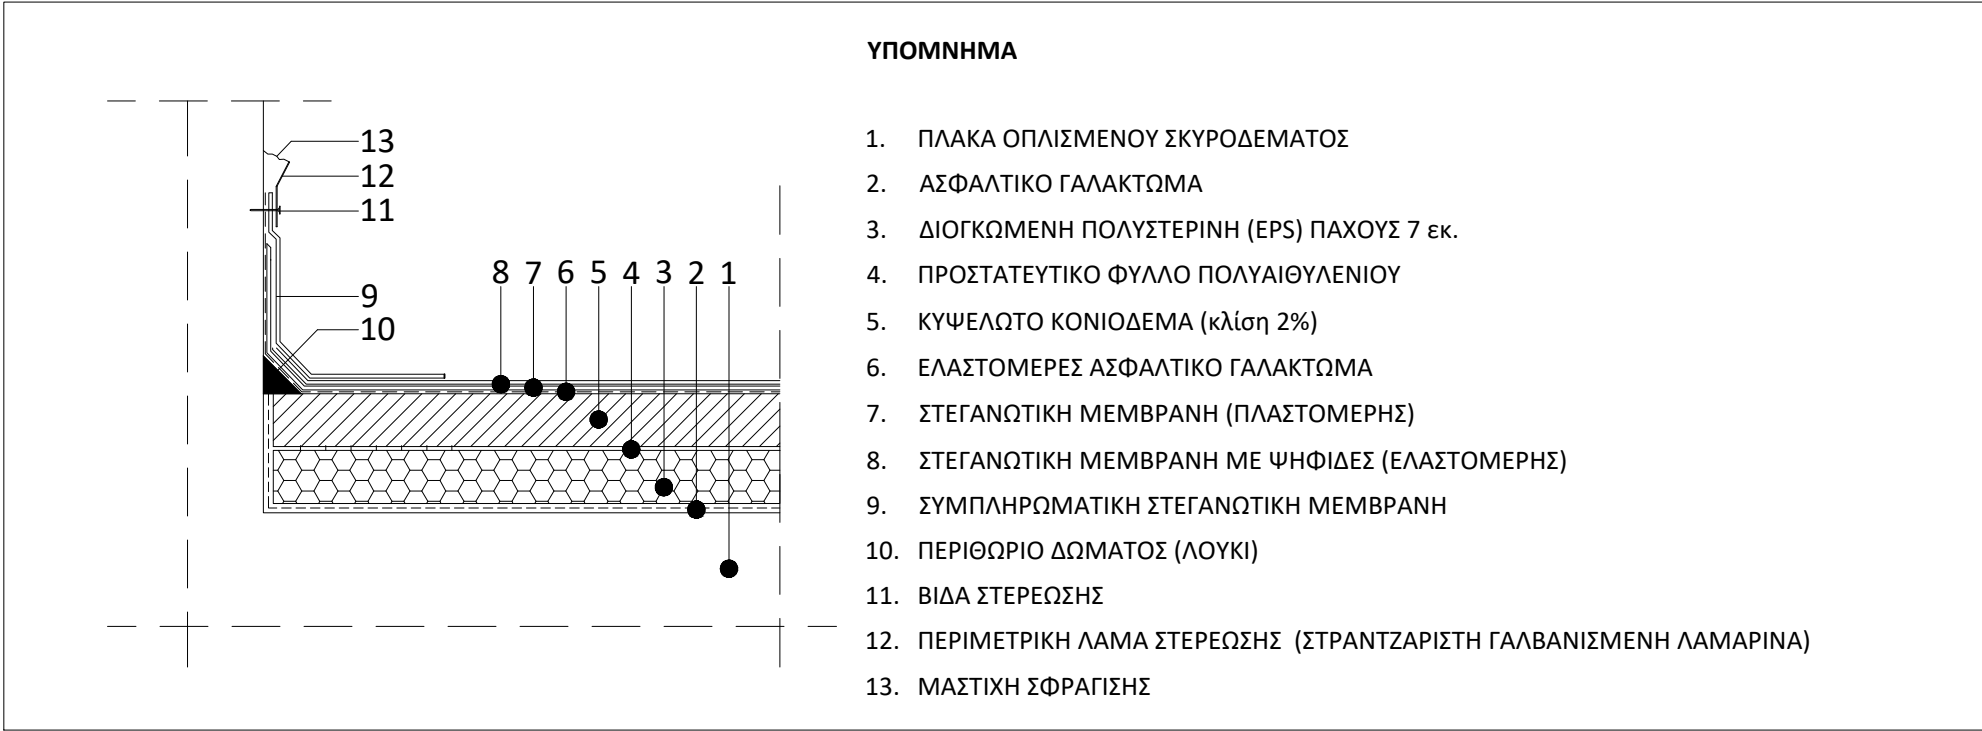 ΥΠΟΜΝΗΜΑ
13
12
11
8 7 6 5 4 3 2 1
9
10
1. ΠΛΑΚΑ ΟΠΛΙΣΜΕΝΟΥ ΣΚΥΡΟΔΕΜΑΤΟΣ
2. ΑΣΦΑΛΤΙΚΟ ΓΑΛΑΚΤΩΜΑ
3. ΔΙΟΓΚΩΜΕΝΗ ΠΟΛΥΣΤΕΡΙΝΗ (EPS) ΠΑΧΟΥΣ 7 εκ.
4. ΠΡΟΣΤΑΤΕΥΤΙΚΟ ΦΥΛΛΟ ΠΟΛΥΑΙΘΥΛΕΝΙΟΥ
5. ΚΥΨΕΛΩΤΟ ΚΟΝΙΟΔΕΜΑ (κλίση 2%)
6. ΕΛΑΣΤΟΜΕΡΕΣ ΑΣΦΑΛΤΙΚΟ ΓΑΛΑΚΤΩΜΑ
7. ΣΤΕΓΑΝΩΤΙΚΗ ΜΕΜΒΡΑΝΗ (ΠΛΑΣΤΟΜΕΡΗΣ)
8. ΣΤΕΓΑΝΩΤΙΚΗ ΜΕΜΒΡΑΝΗ ΜΕ ΨΗΦΙΔΕΣ (ΕΛΑΣΤΟΜΕΡΗΣ)
9. ΣΥΜΠΛΗΡΩΜΑΤΙΚΗ ΣΤΕΓΑΝΩΤΙΚΗ ΜΕΜΒΡΑΝΗ
10. ΠΕΡΙΘΩΡΙΟ ΔΩΜΑΤΟΣ (ΛΟΥΚΙ)
11. ΒΙΔΑ ΣΤΕΡΕΩΣΗΣ
12. ΠΕΡΙΜΕΤΡΙΚΗ ΛΑΜΑ ΣΤΕΡΕΩΣΗΣ (ΣΤΡΑΝΤΖΑΡΙΣΤΗ ΓΑΛΒΑΝΙΣΜΕΝΗ ΛΑΜΑΡΙΝΑ)
13. ΜΑΣΤΙΧΗ ΣΦΡΑΓΙΣΗΣ